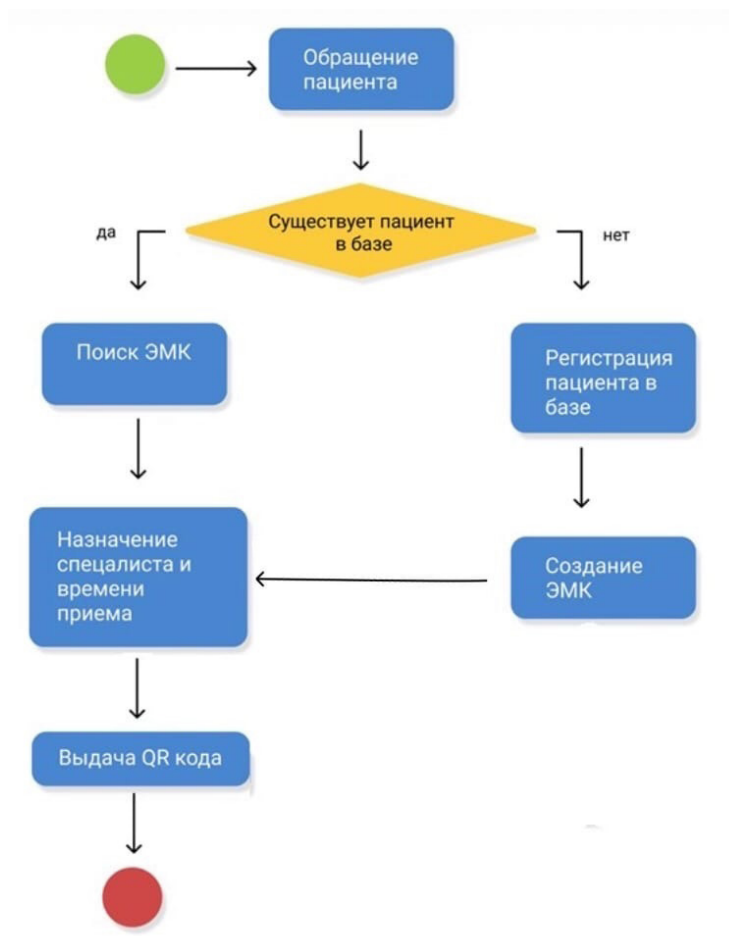 Обращение
пациента
Существует пациент
в базе
да
нет
Поиск ЭМК
Регистрация
пациента в
базе
Назначение
спецалиста и
времени
приема
Создание
ЭМК
Выдача QR кода